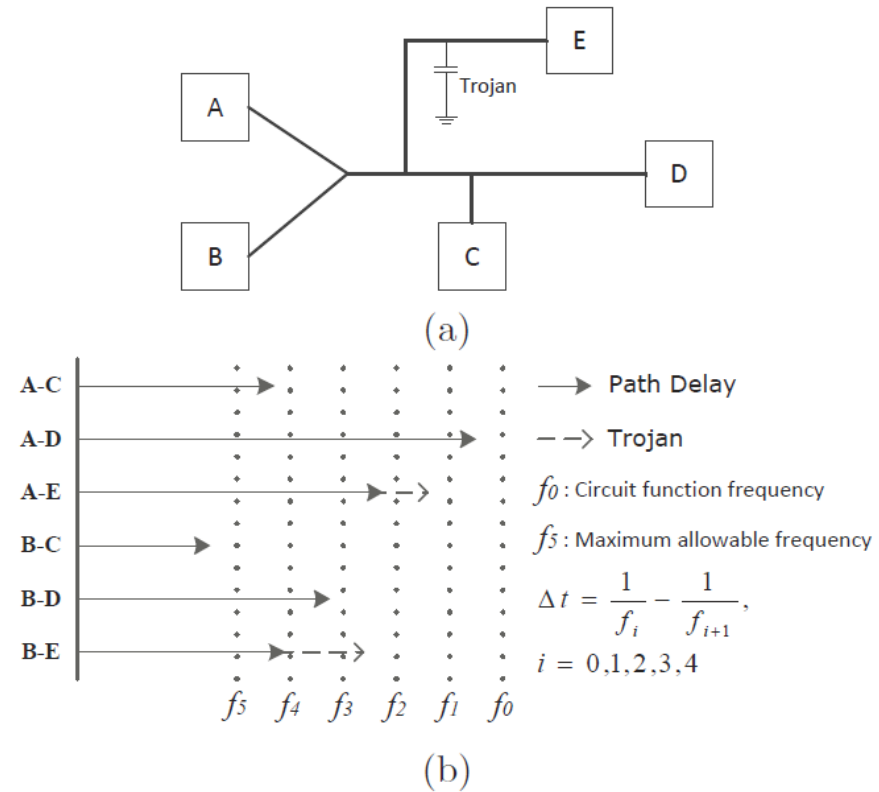 E
Trojan
A
D
B
C
(a)
A-C
Path Delay
A-D
Trojan
A-E
f0 : Circuit function frequency
B-C
f5 : Maximum allowable frequency
B-D
Δt = 1/fi − 1/fi+1,
B-E
i = 0,1,2,3,4
f5 f4 f3 f2 f1 f0
(b)